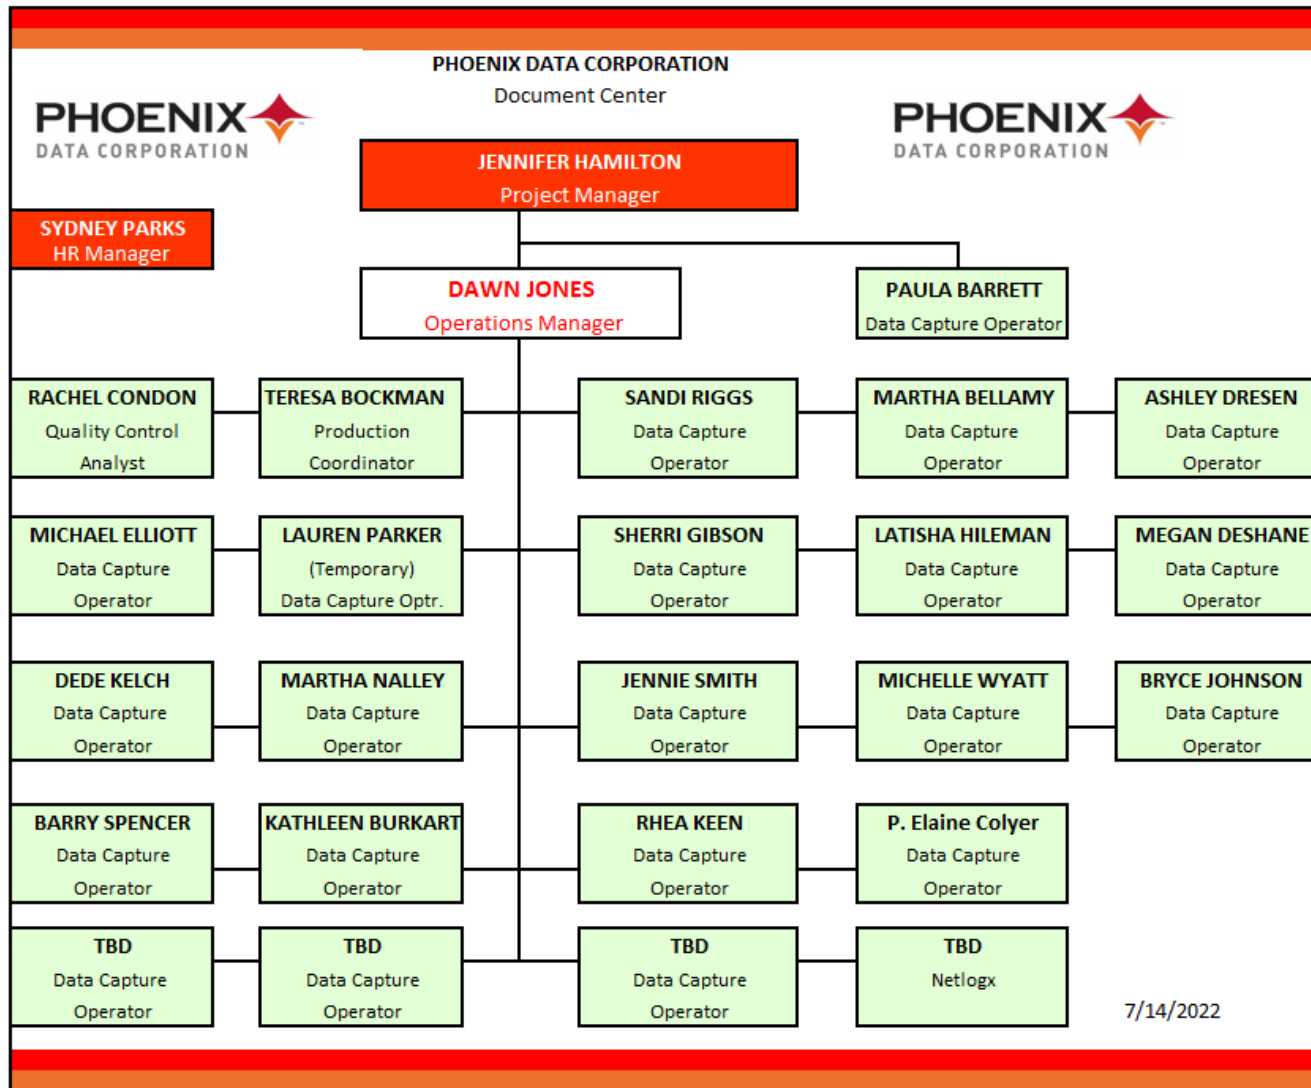 PHOENIX DATA CORPORATION
Document Center
PHOENIX
DATA CORPORATION
PHOENIX
DATA CORPORATION
JENNIFER HAMILTON
Project Manager
SYDNEY PARKS
HR Manager
DAWN JONES
Operations Manager
PAULA BARRETT
Data Capture Operator
RACHEL CONDON
Quality Control
Analyst
TERESA BOCKMAN
Production
Coordinator
SANDI RIGGS
Data Capture
Operator
MARTHA BELLAMY
Data Capture
Operator
ASHLEY DRESEN
Data Capture
Operator
MICHAEL ELLIOTT
Data Capture
Operator
LAUREN PARKER
(Temporary)
Data Capture Optr.
SHERRI GIBSON
Data Capture
Operator
LATISHA HILEMAN
Data Capture
Operator
MEGAN DESHANE
Data Capture
Operator
DEDE KELCH
Data Capture
Operator
MARTHA NALLEY
Data Capture
Operator
JENNIE SMITH
Data Capture
Operator
MICHELLE WYATT
Data Capture
Operator
BRYCE JOHNSON
Data Capture
Operator
BARRY SPENCER
Data Capture
Operator
KATHLEEN BURKART
Data Capture
Operator
RHEA KEEN
Data Capture
Operator
P. Elaine Colyer
Data Capture
Operator
TBD
Data Capture
Operator
TBD
Data Capture
Operator
TBD
Data Capture
Operator
TBD
Netlogx
7/14/2022